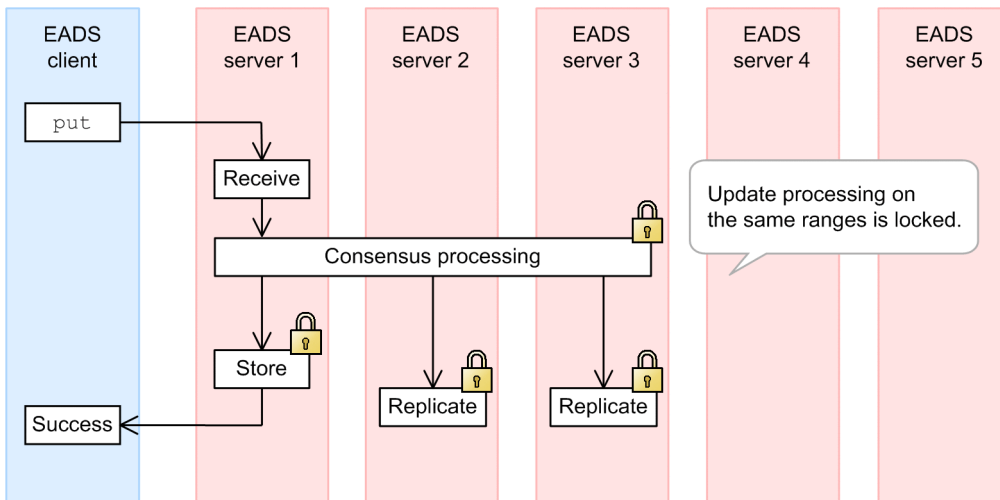 EADS
client
EADS
server 1
EADS
server 2
EADS
server 3
EADS
server 4
EADS
server 5
put
Receive
Update processing on
the same ranges is locked.
Consensus processing
Store
Replicate
Replicate
Success